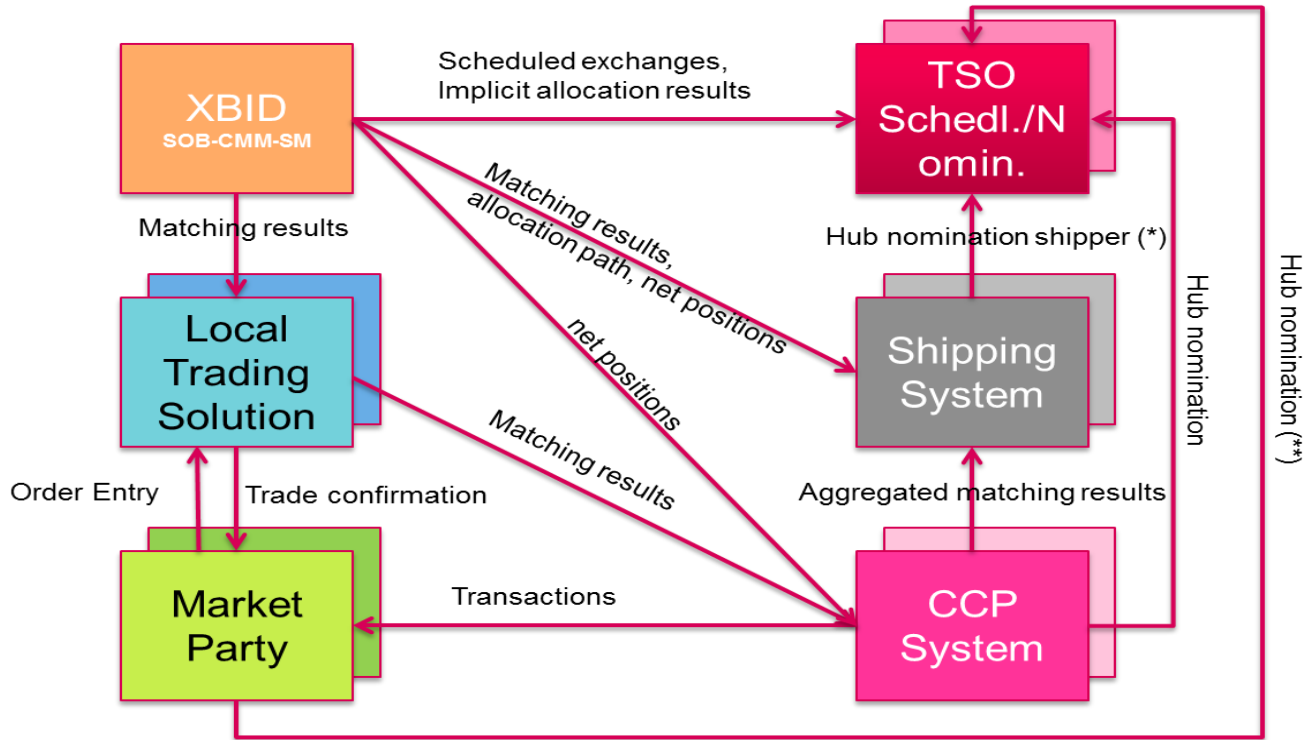 XBID
SOB-CMM-SM
Scheduled exchanges,
Implicit allocation results
TSO
Schedl./N
omin.
Matching results
Matching results,
allocation path, net positions
net positions
Hub nomination shipper (*)
Hub nomination
Hub nomination (**)
Local
Trading
Solution
Shipping
System
Matching results
Order Entry
Trade confirmation
Aggregated matching results
Market
Party
Transactions
CCP
System